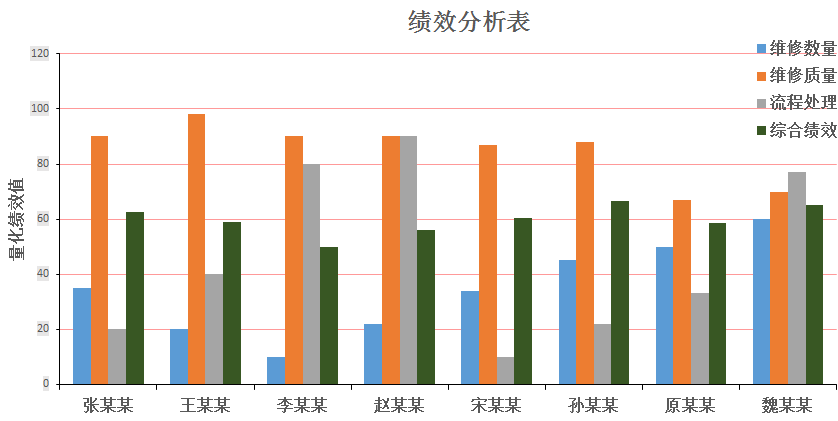 绩效分析表
维修数量
维修质量
流程处理
综合绩效
量化绩效值
120
100
80
60
40
20
0
张某某 王某某 李某某 赵某某 宋某某 孙某某 原某某 魏某某